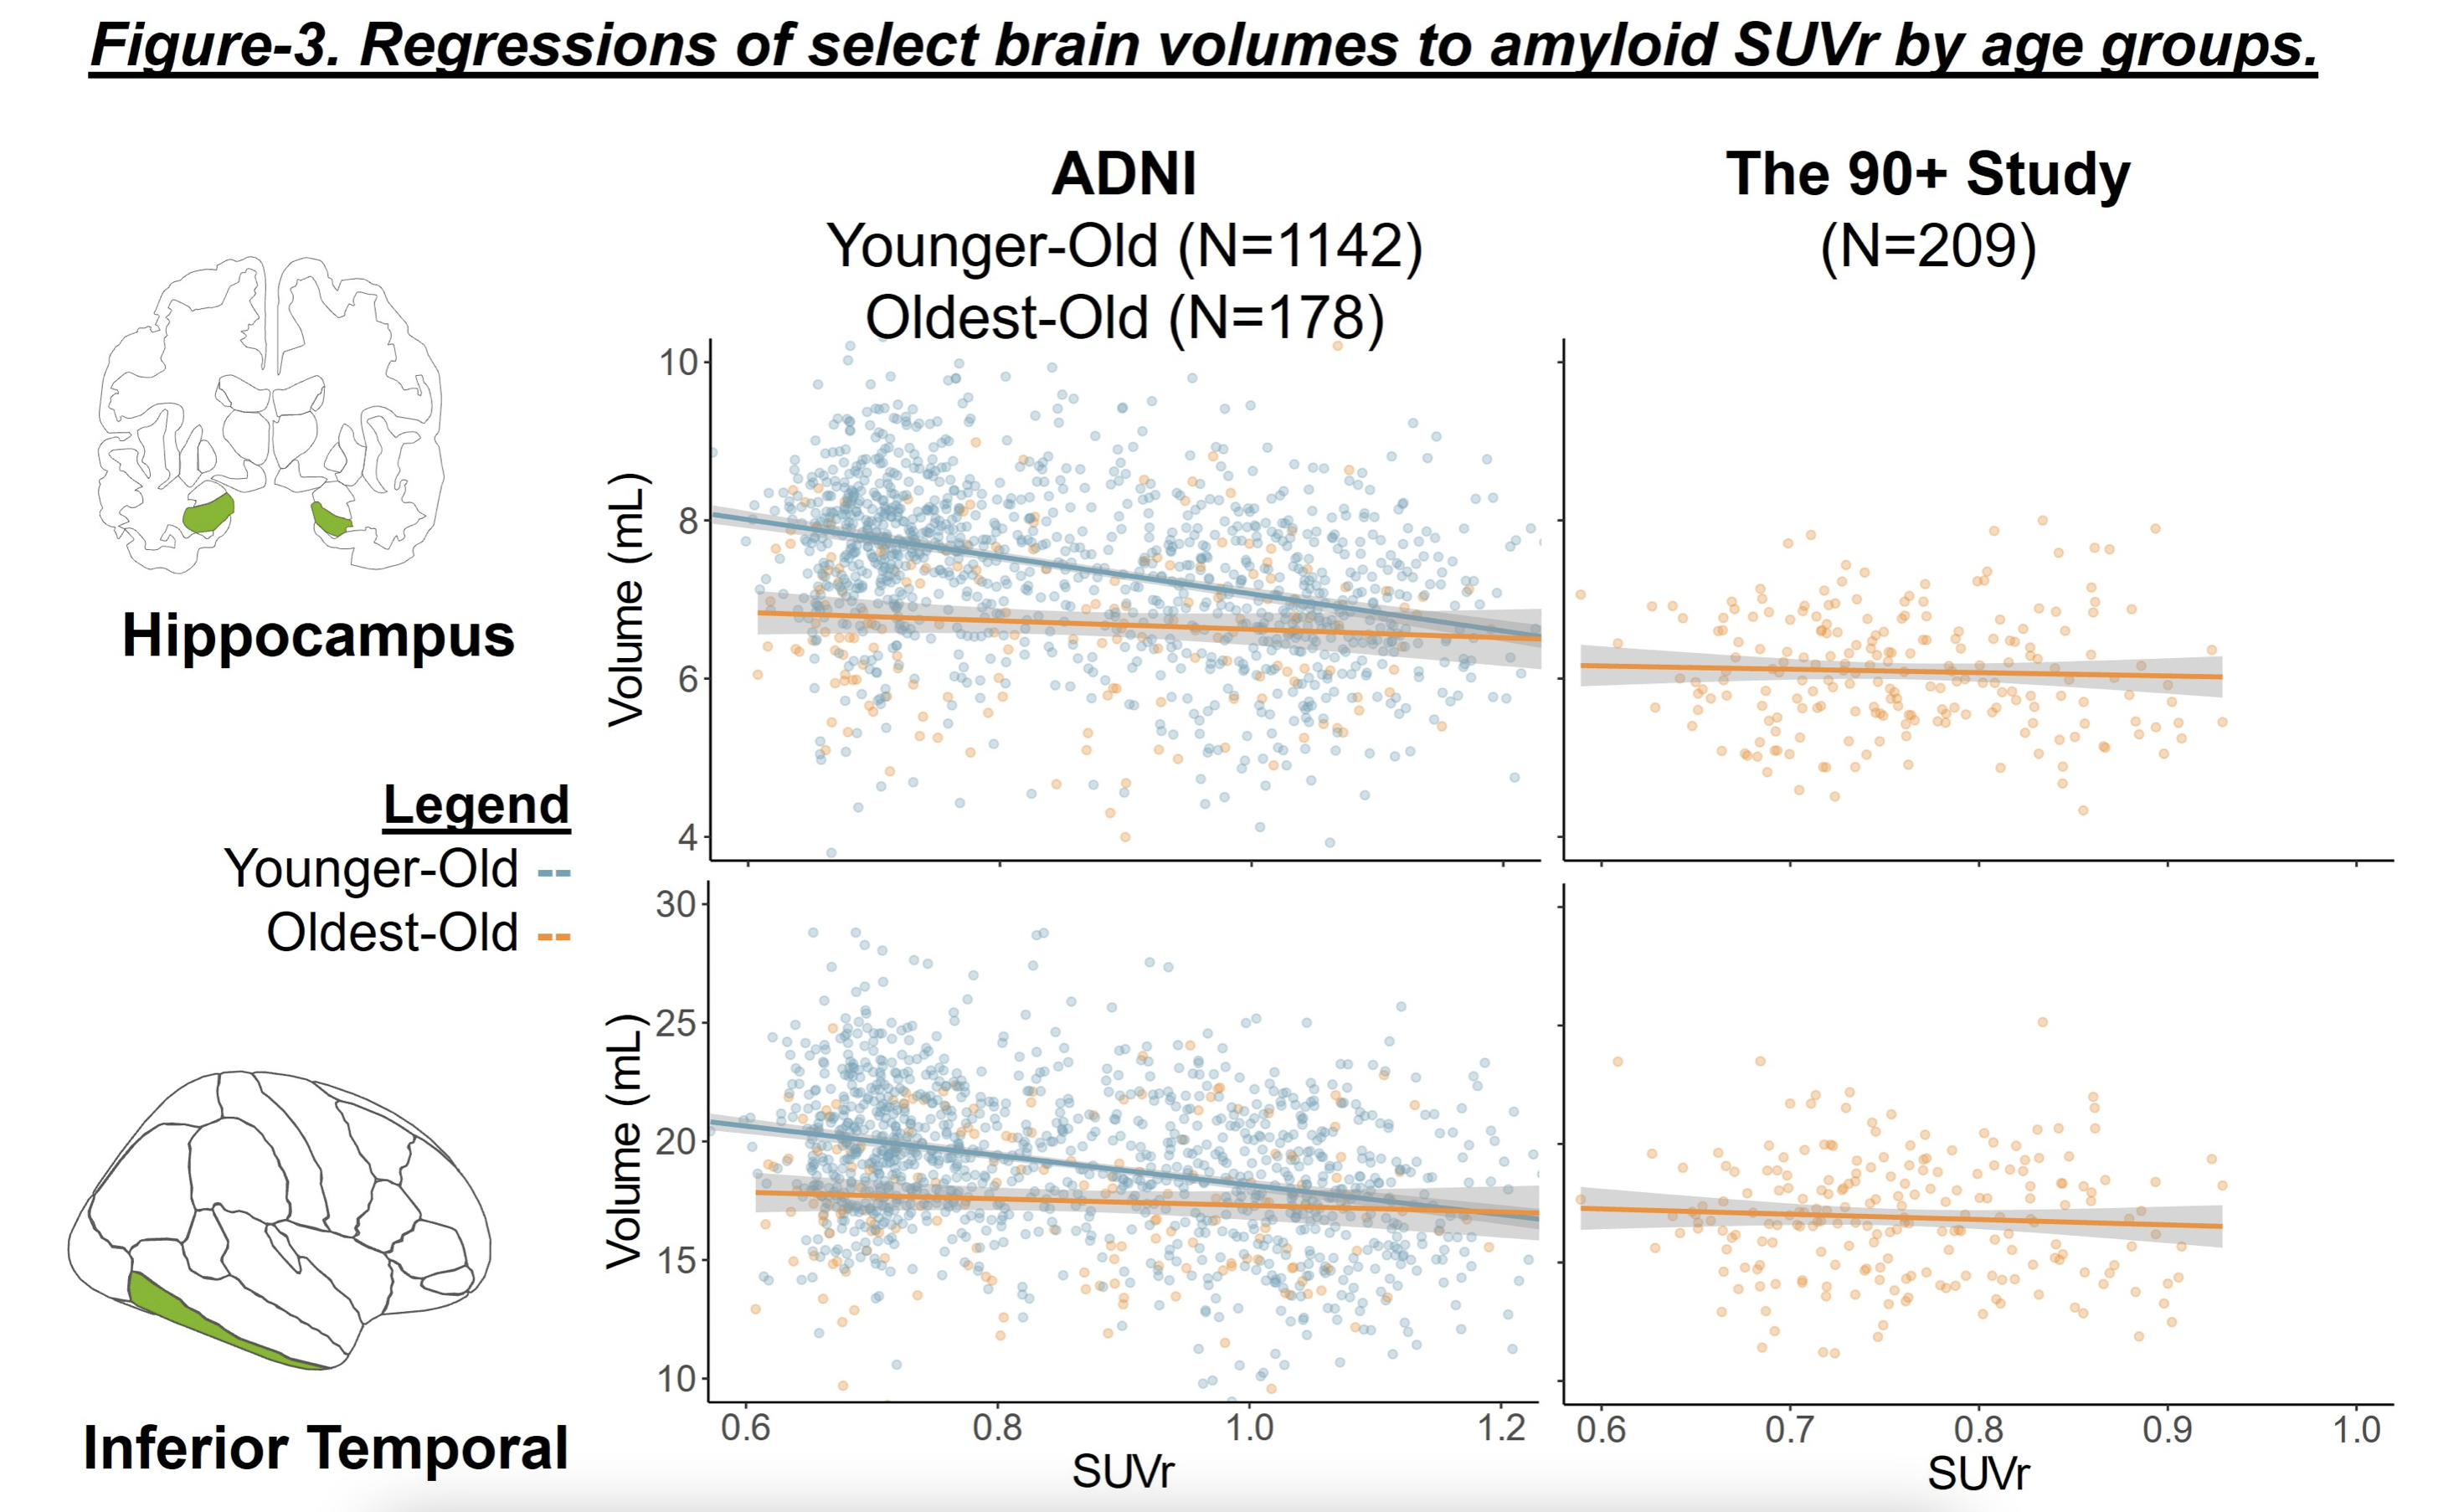 Figure-3. Regressions of select brain volumes to amyloid SUVr by age groups.
ADNI
Younger-Old (N=1142)
Oldest-Old (N=178)
The 90+ Study
(N=209)
Hippocampus
Volume (mL)
10
8
6
4
Legend
Younger-Old --
Oldest-Old --
Inferior Temporal
Volume (mL)
30
25
20
15
10
0.6 0.8 1.0 1.2
SUVr
0.6 0.7 0.8 0.9 1.0
SUVr